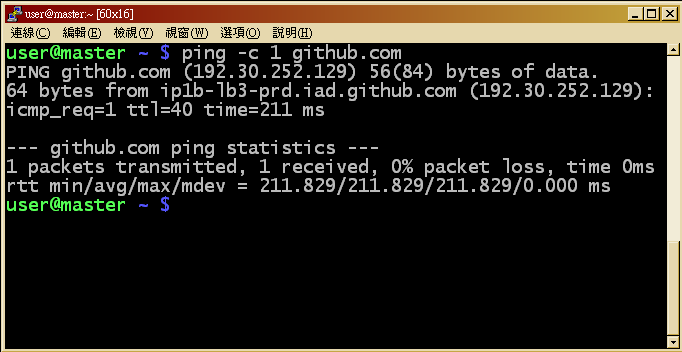 user@master:~ [60x16]
連線(C) 編輯(E) 檢視(V) 視窗(W) 選項(O) 說明(H)
user@master ~ $ ping -c 1 github.com
PING github.com (192.30.252.129) 56(84) bytes of data.
64 bytes from ip1b-lb3-prd.iad.github.com (192.30.252.129):
icmp_req=1 ttl=40 time=211 ms
--- github.com ping statistics ---
1 packets transmitted, 1 received, 0% packet loss, time 0ms
rtt min/avg/max/mdev = 211.829/211.829/211.829/0.000 ms
user@master ~ $